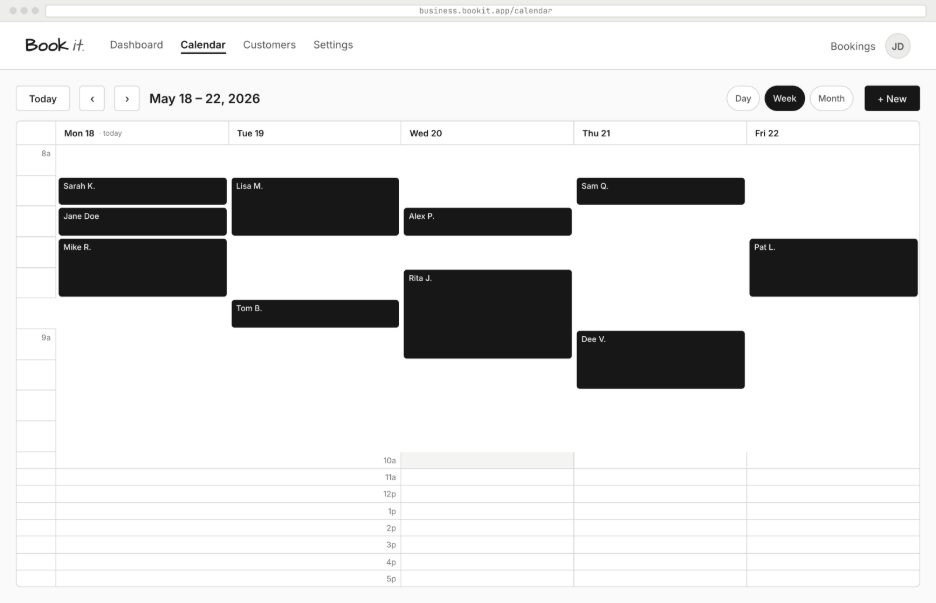 business.bookit.app/calendar
Book it.
Dashboard Calendar Customers Settings
Bookings JD
Today ‹ › May 18 – 22, 2026
Day Week Month + New
Mon 18 · today Tue 19 Wed 20 Thu 21 Fri 22
8a
Sarah K. Lisa M. Sam Q.
Jane Doe Alex P.
Mike R. Pat L.
Rita J.
Tom B.
9a Dee V.
10a
11a
12p
1p
2p
3p
4p
5p